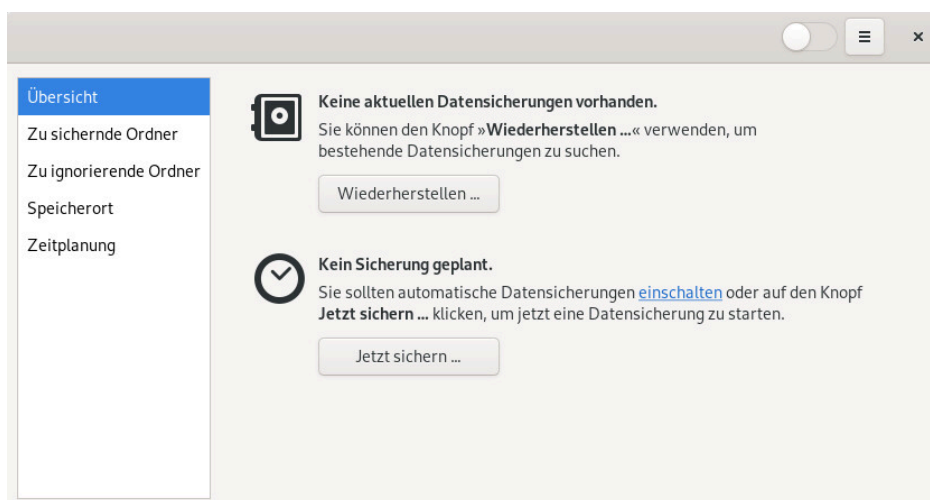 Übersicht
Zu sichernde Ordner
Zu ignorierende Ordner
Speicherort
Zeitplanung
Keine aktuellen Datensicherungen vorhanden.
Sie können den Knopf »Wiederherstellen ...« verwenden, um
bestehende Datensicherungen zu suchen.
Wiederherstellen ...
Kein Sicherung geplant.
Sie sollten automatische Datensicherungen einschalten oder auf den Knopf
Jetzt sichern ... klicken, um jetzt eine Datensicherung zu starten.
Jetzt sichern ...